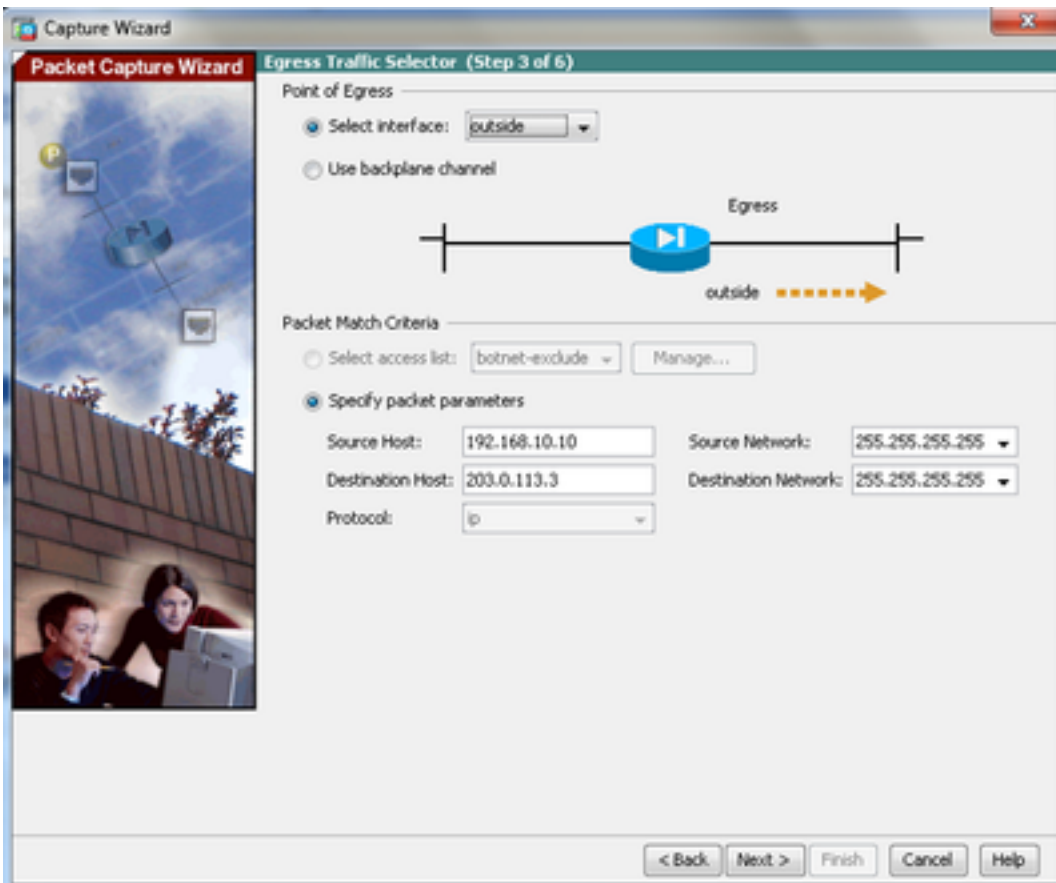 Capture Wizard
Packet Capture Wizard
Egress Traffic Selector (Step 3 of 6)
Point of Egress
Select interface: outside
Use backplane channel
Egress
outside
Packet Match Criteria
Select access list: botnet-exclude Manage...
Specify packet parameters
Source Host: 192.168.10.10 Source Network: 255.255.255.255
Destination Host: 203.0.113.3 Destination Network: 255.255.255.255
Protocol: ip
< Back Next > Finish Cancel Help